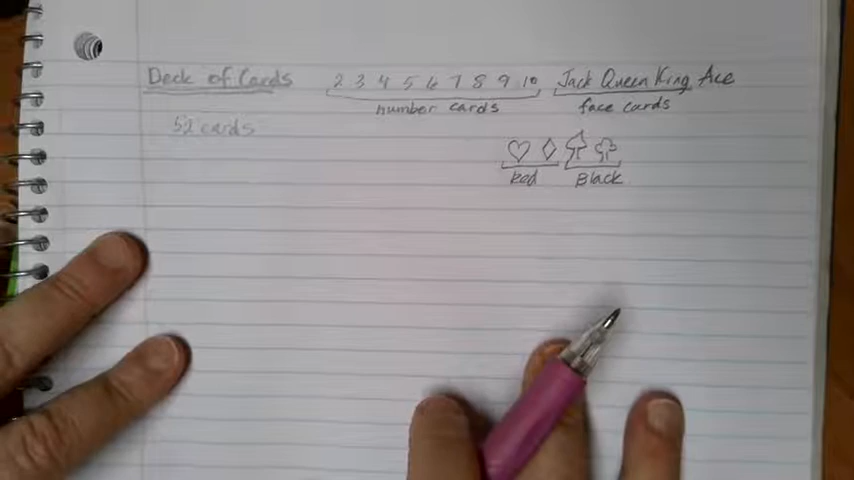 Deck of Cards 2 3 4 5 6 7 8 9 10 Jack Queen King Ace
number cards face cards
52 cards
Red Black